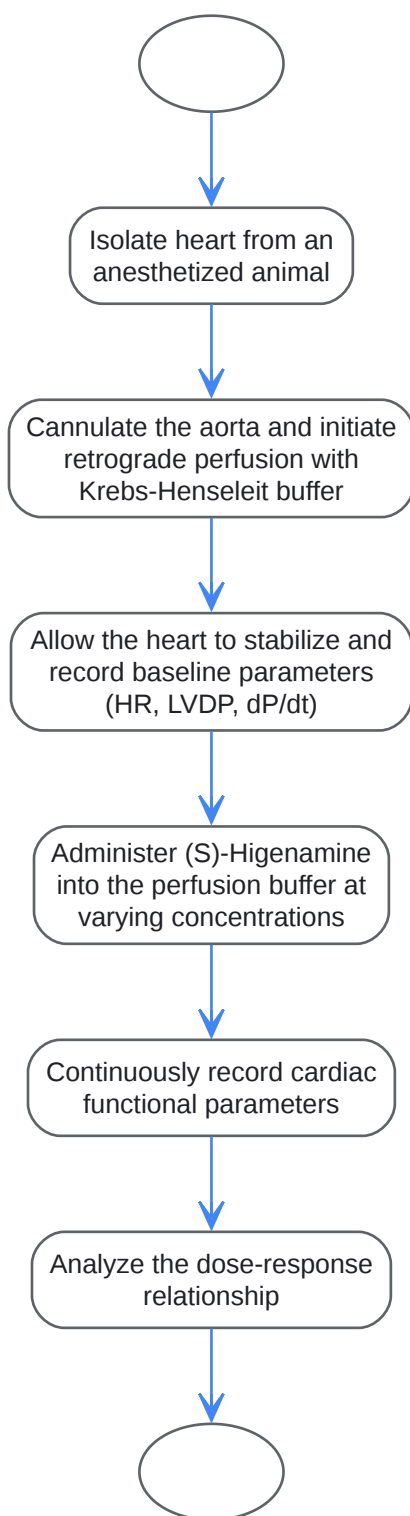 Isolate heart from an
anesthetized animal
Cannulate the aorta and initiate
retrograde perfusion with
Krebs-Henseleit buffer
Allow the heart to stabilize and
record baseline parameters
(HR, LVDP, dP/dt)
Administer (S)-Higenamine
into the perfusion buffer at
varying concentrations
Continuously record cardiac
functional parameters
Analyze the dose-response
relationship